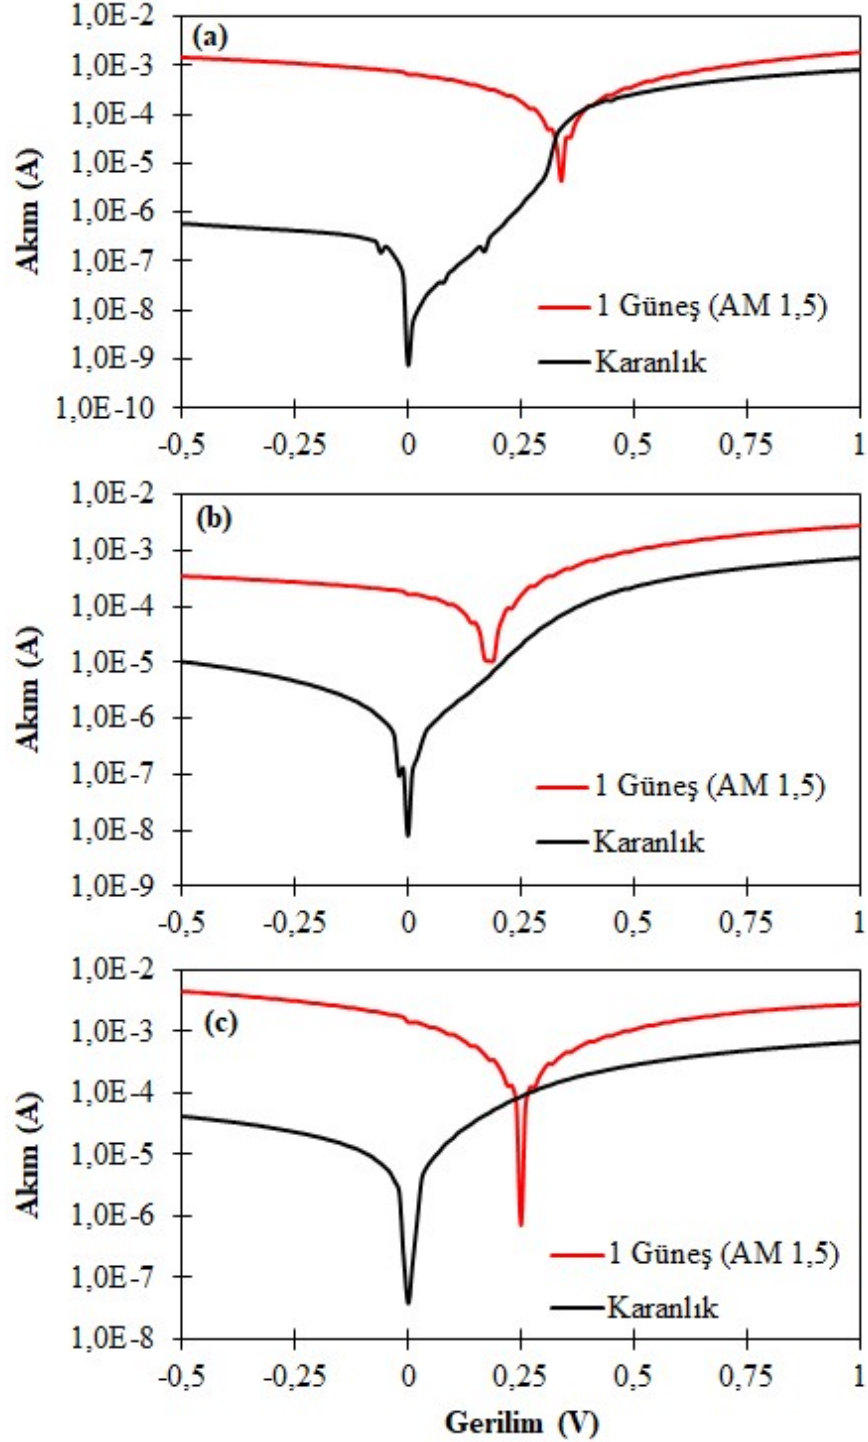 (a)
1,0E-2
1,0E-3
1,0E-4
1,0E-5
1,0E-6
1,0E-7
1,0E-8
1,0E-9
1,0E-10
Akım (A)
1 Güneş (AM 1,5)
Karanlık
-0,5 -0,25 0 0,25 0,5 0,75 1
(b)
1,0E-2
1,0E-3
1,0E-4
1,0E-5
1,0E-6
1,0E-7
1,0E-8
1,0E-9
Akım (A)
1 Güneş (AM 1,5)
Karanlık
-0,5 -0,25 0 0,25 0,5 0,75 1
(c)
1,0E-2
1,0E-3
1,0E-4
1,0E-5
1,0E-6
1,0E-7
1,0E-8
Akım (A)
1 Güneş (AM 1,5)
Karanlık
-0,5 -0,25 0 0,25 0,5 0,75 1
Gerilim (V)